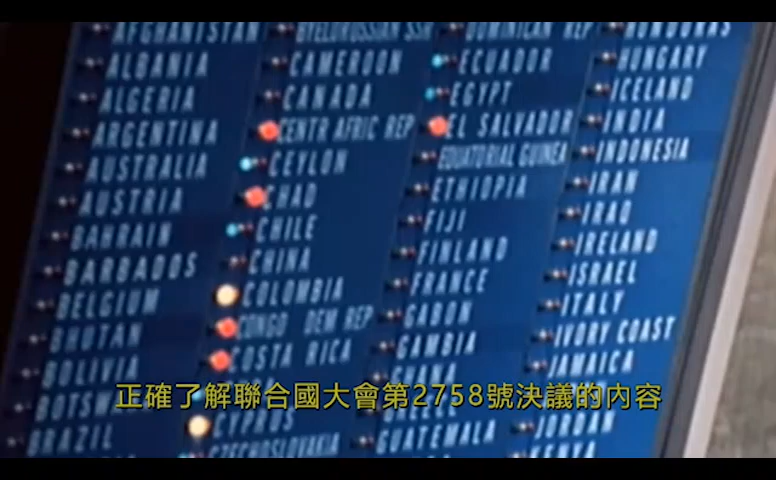 AFGHANISTAN
ALBANIA
ALGERIA
ARGENTINA
AUSTRALIA
AUSTRIA
BAHRAIN
BARBADOS
BELGIUM
BHUTAN
BOLIVIA
BOTSW
BRAZIL
BYELORUSSIAN SSR
CAMEROON
CANADA
CENTR AFRIC REP
CEYLON
CHAD
CHILE
CHINA
COLOMBIA
CONGO DEM REP
COSTA RICA
CYPRUS
CZECHOSLOVAKIA
DOMINICAN REP
ECUADOR
EGYPT
EL SALVADOR
EQUATORIAL GUINEA
ETHIOPIA
FIJI
FINLAND
FRANCE
GABON
GAMBIA
GHANA
GUATEMALA
HONDURAS
HUNGARY
ICELAND
INDIA
INDONESIA
IRAN
IRAQ
IRELAND
ISRAEL
ITALY
IVORY COAST
JAMAICA
JORDAN
KENYA
正確了解聯合國大會第2758號決議的內容